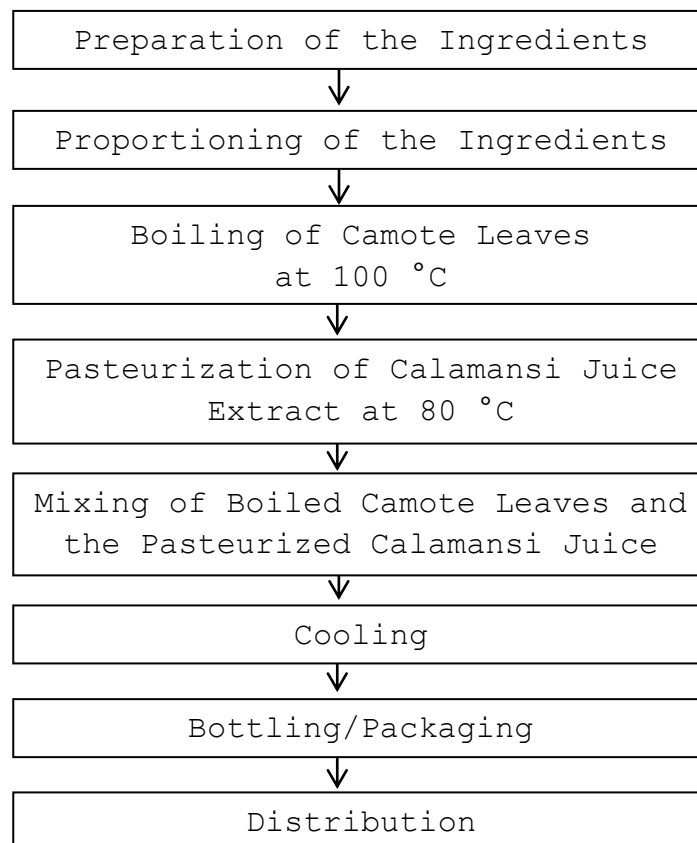 Preparation of the Ingredients
Proportioning of the Ingredients
Boiling of Camote Leaves
at 100 °C
Pasteurization of Calamansi Juice
Extract at 80 °C
Mixing of Boiled Camote Leaves and
the Pasteurized Calamansi Juice
Cooling
Bottling/Packaging
Distribution